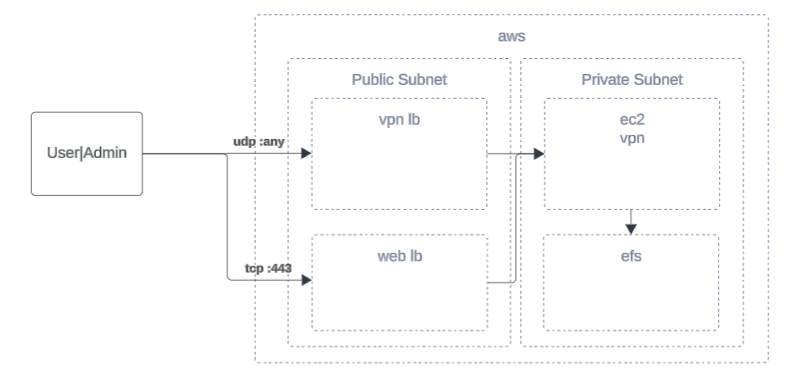 aws
Public Subnet
Private Subnet
vpn lb
ec2
vpn
udp :any
User|Admin
web lb
efs
tcp :443